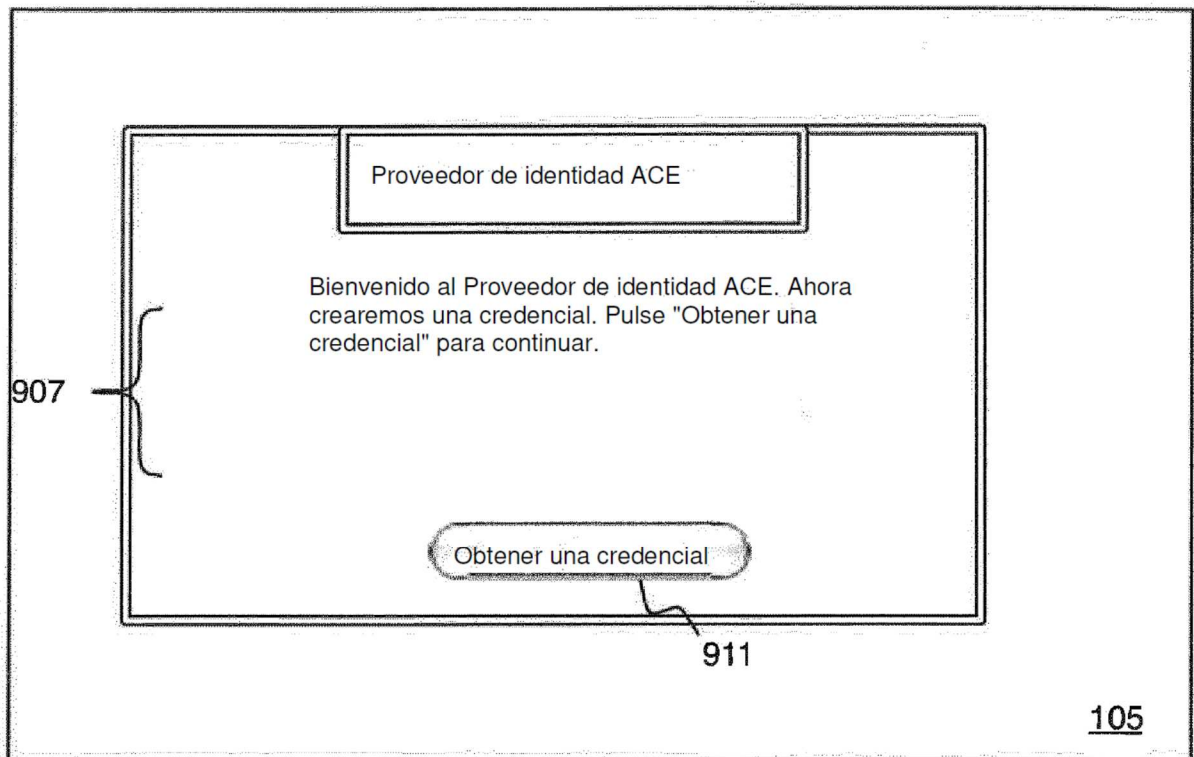 Proveedor de identidad ACE
Bienvenido al Proveedor de identidad ACE. Ahora
crearemos una credencial. Pulse "Obtener una
credencial" para continuar.
907
Obtener una credencial
911
105